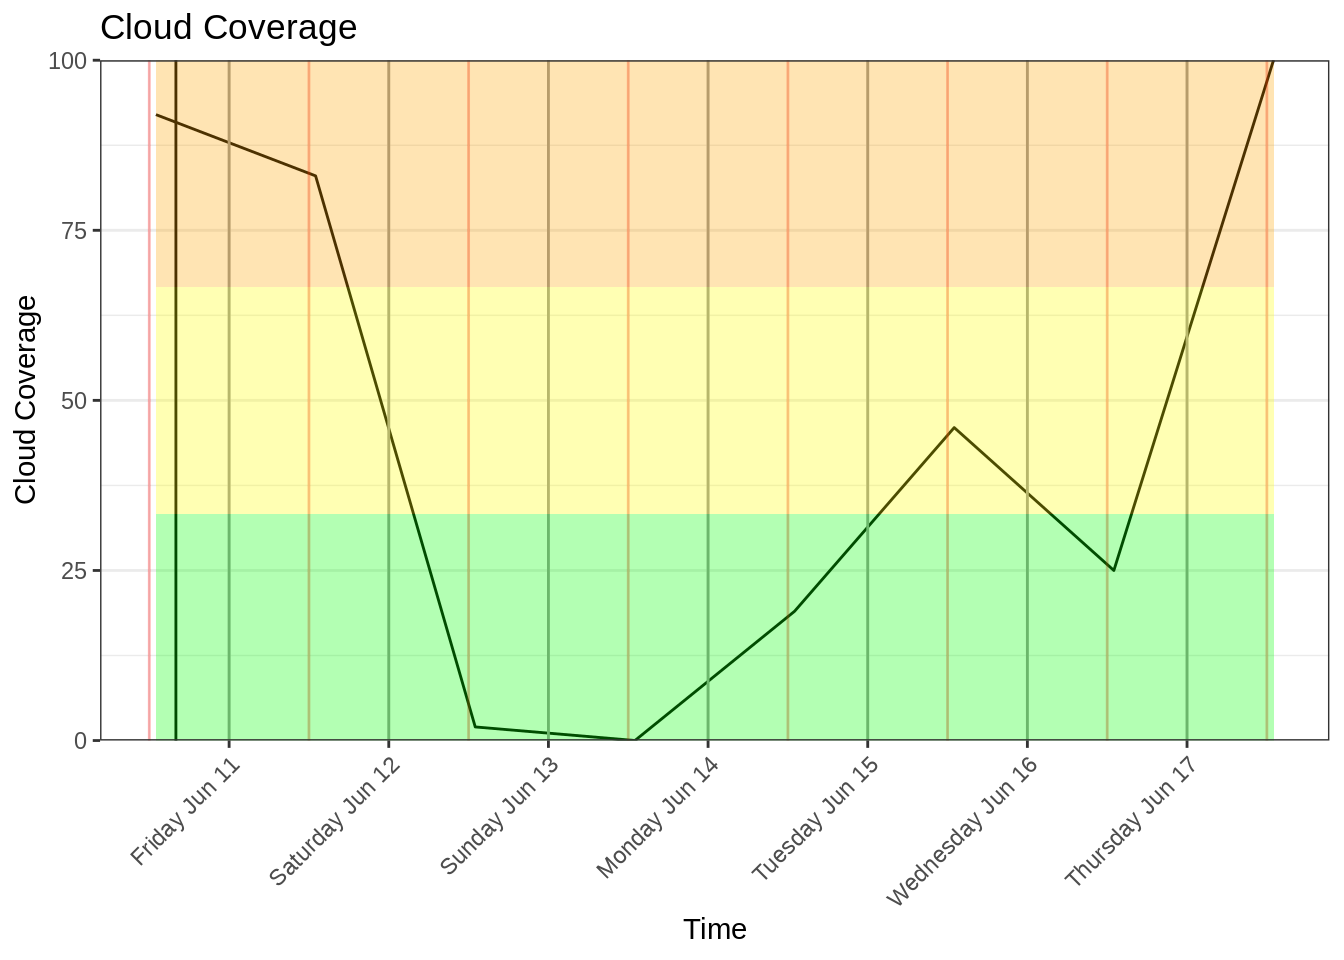 Cloud Coverage
100
75
50
25
0
Cloud Coverage
Friday Jun 11
Saturday Jun 12
Sunday Jun 13
Monday Jun 14
Tuesday Jun 15
Wednesday Jun 16
Thursday Jun 17
Time